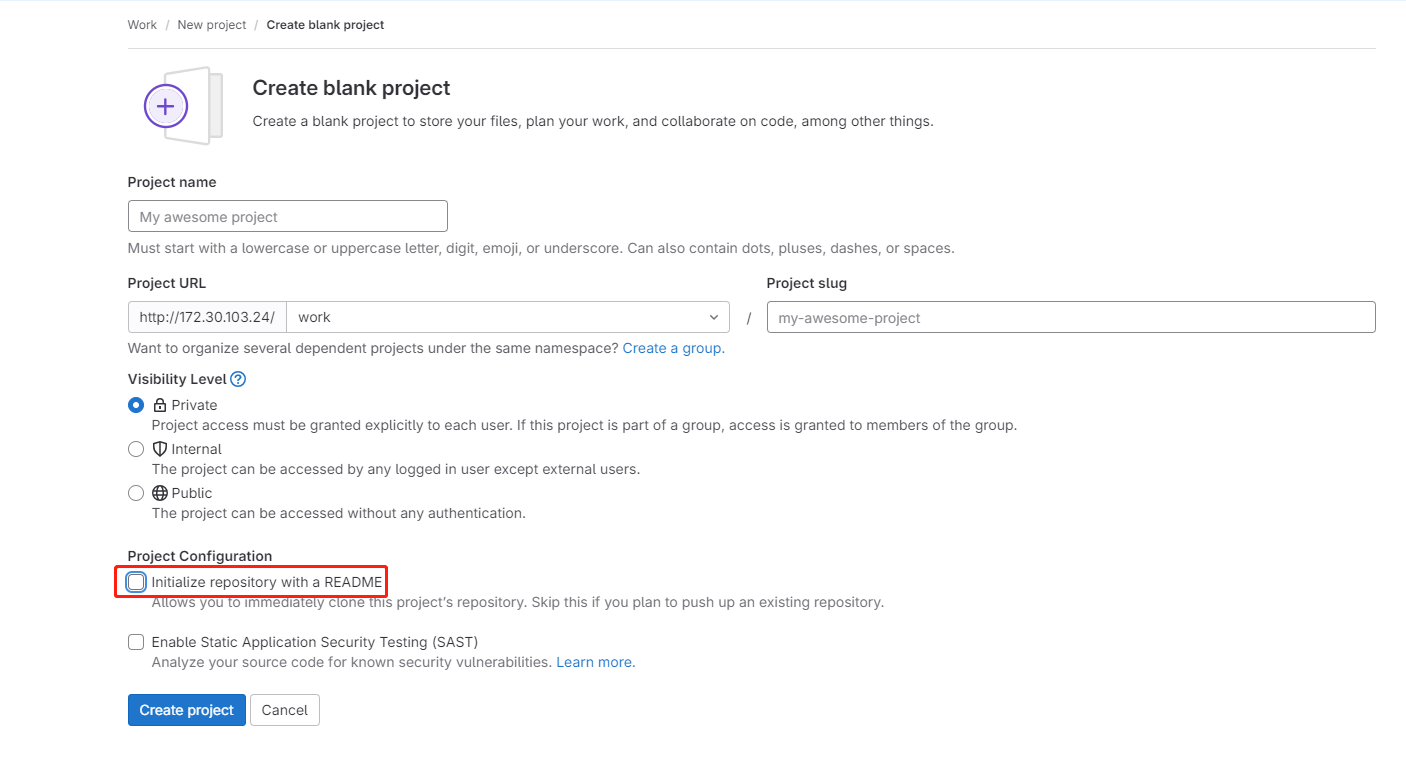 Work / New project / Create blank project
Create blank project
Create a blank project to store your files, plan your work, and collaborate on code, among other things.
Project name
My awesome project
Must start with a lowercase or uppercase letter, digit, emoji, or underscore. Can also contain dots, pluses, dashes, or spaces.
Project URL
Project slug
http://172.30.103.24/ work / my-awesome-project
Want to organize several dependent projects under the same namespace? Create a group.
Visibility Level
Private
Project access must be granted explicitly to each user. If this project is part of a group, access is granted to members of the group.
Internal
The project can be accessed by any logged in user except external users.
Public
The project can be accessed without any authentication.
Project Configuration
Initialize repository with a README
Allows you to immediately clone this project's repository. Skip this if you plan to push up an existing repository.
Enable Static Application Security Testing (SAST)
Analyze your source code for known security vulnerabilities. Learn more.
Create project Cancel